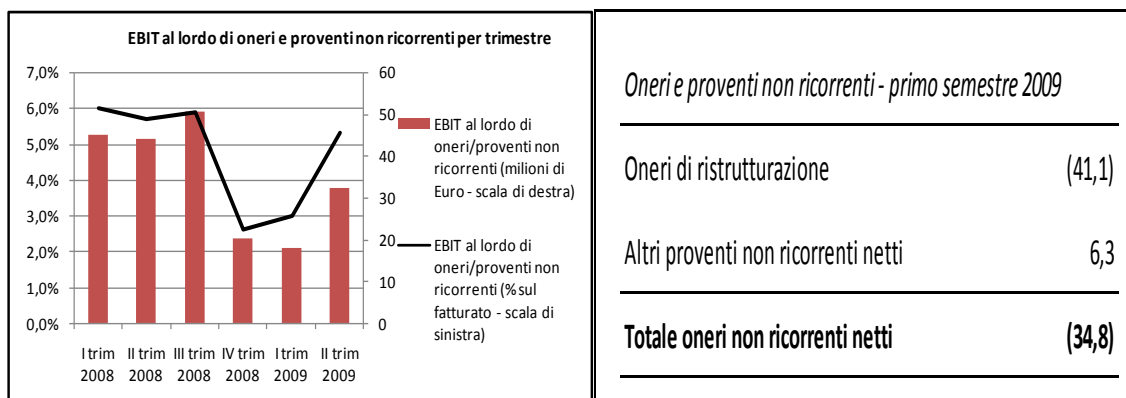 EBIT al lordo di oneri e proventi non ricorrenti per trimestre
7,0%
6,0%
5,0%
4,0%
3,0%
2,0%
1,0%
0,0%
60
50
40
30
20
10
0
I trim
2008
II trim
2008
III trim
2008
IV trim
2008
I trim
2009
II trim
2009
EBIT al lordo di
oneri/proventi non
ricorrenti (milioni di
Euro - scala di destra)
EBIT al lordo di
oneri/proventi non
ricorrenti (% sul
fatturato - scala di
sinistra)
Oneri e proventi non ricorrenti - primo semestre 2009
Oneri di ristrutturazione (41,1)
Altri proventi non ricorrenti netti 6,3
Totale oneri non ricorrenti netti (34,8)